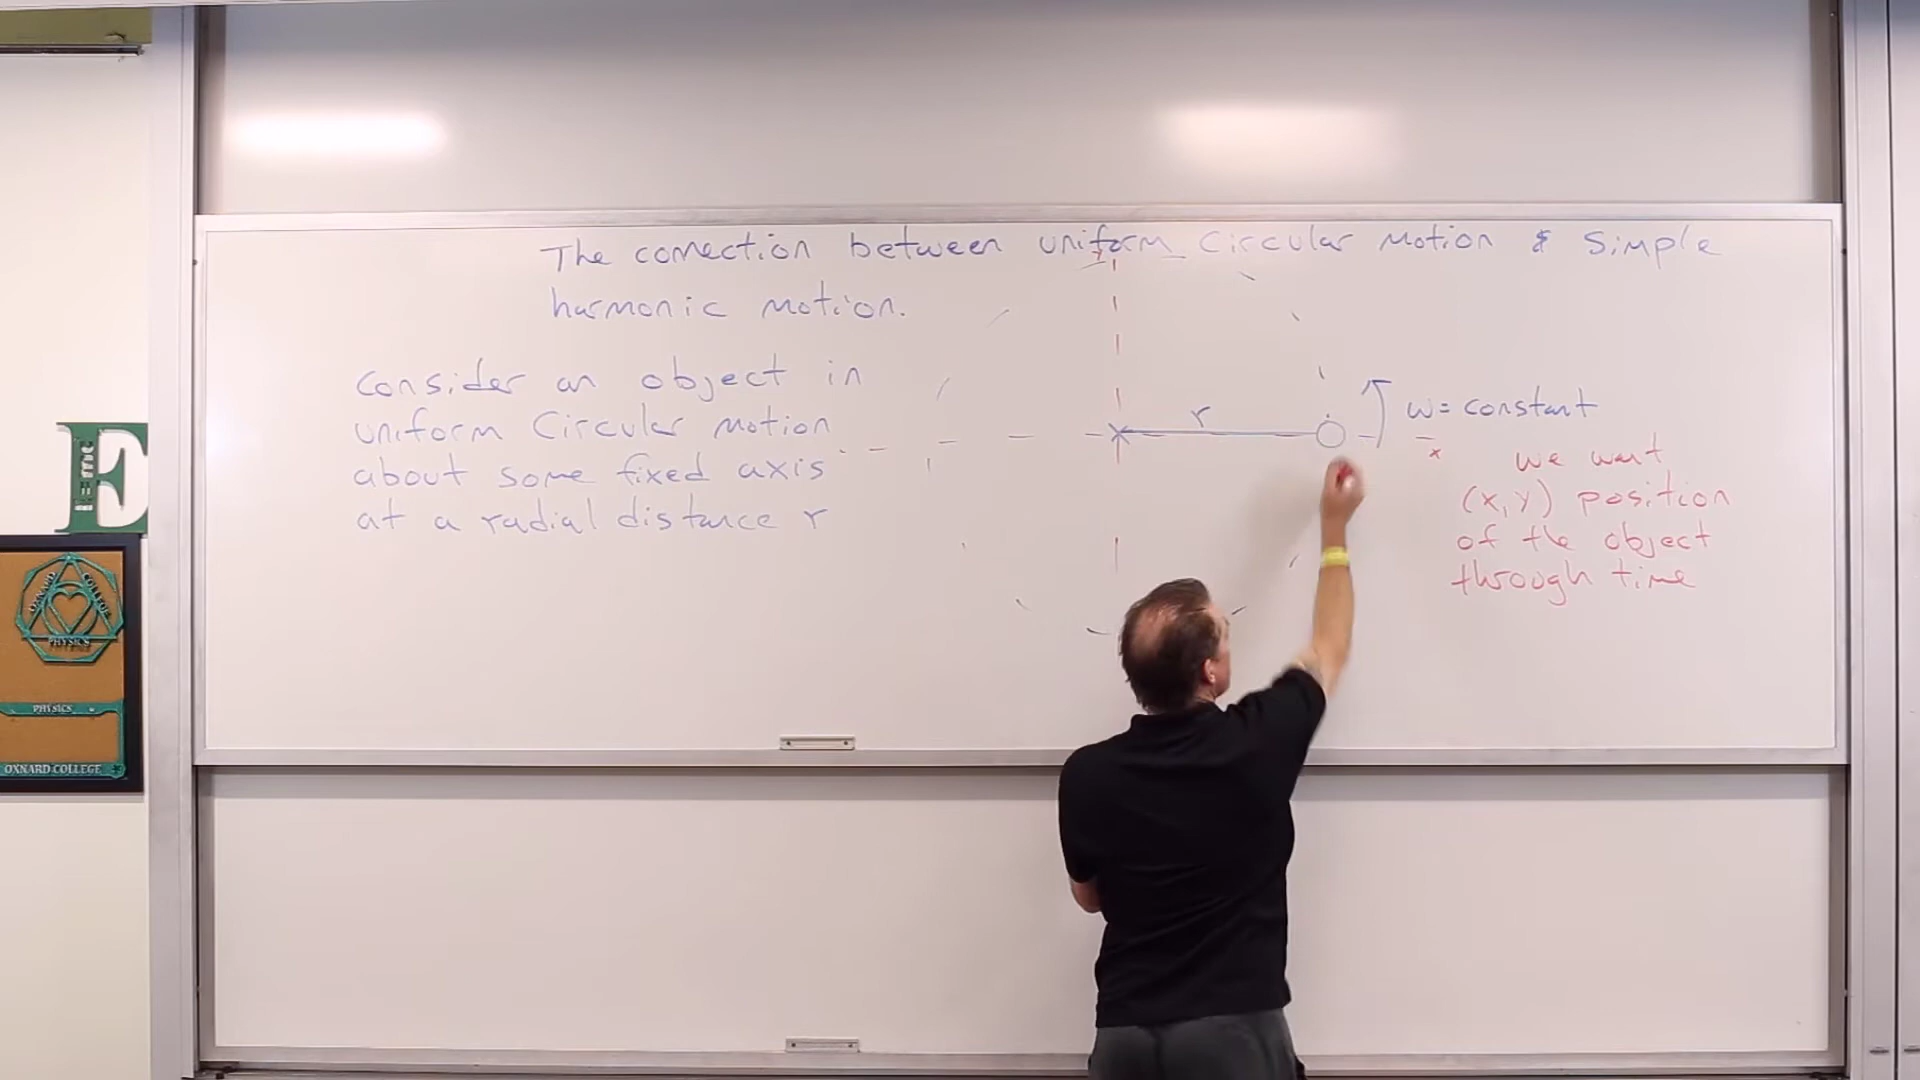 The connection between uniform circular motion & simple
harmonic motion.
Consider an object in
uniform circular motion
about some fixed axis
at a radial distance r
y
r
ω = constant
x
we want
(x,y) position
of the object
through time
E
OXNARD COLLEGE
PHYSICS
PHYSICS
OXNARD COLLEGE